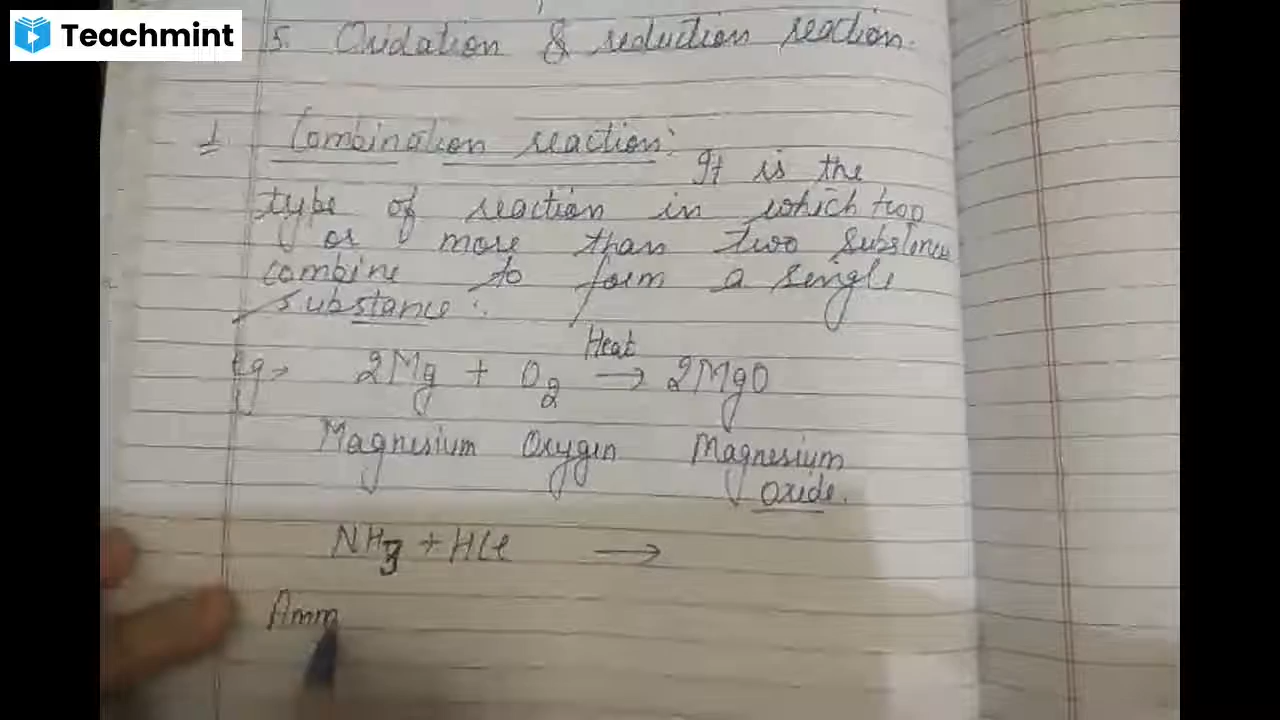 Teachmint
5. Oxidation & reduction reaction.
1 Combination reaction:
It is the
type of reaction in which two
or more than two substances
combine to form a single
substance.
Heat
Eg → 2Mg + O2 → 2MgO
Magnesium Oxygen Magnesium
Oxide.
NH3 + HCl →
Amm